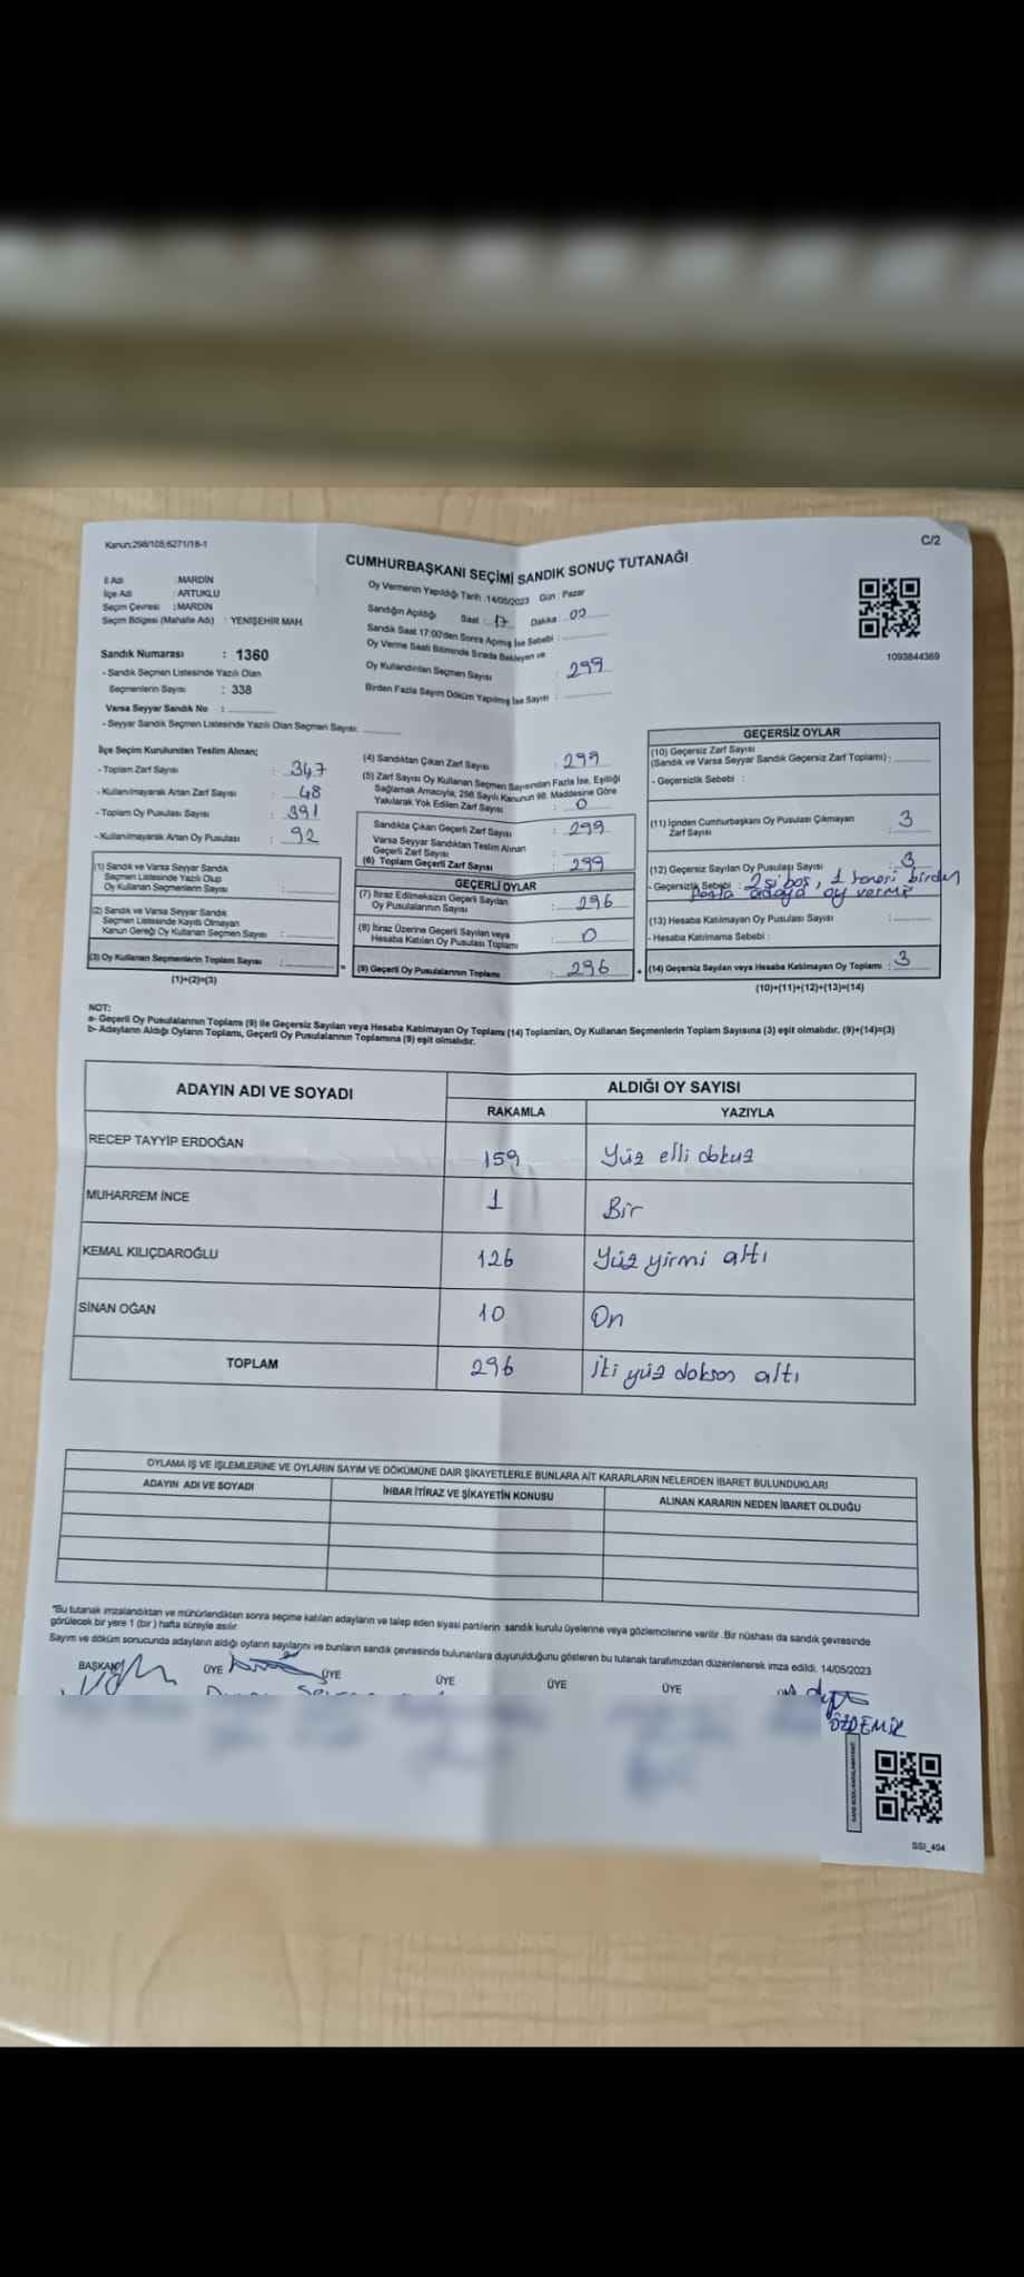 Kanun:298/105;6271/18-1
C/2
CUMHURBAŞKANI SEÇİMİ SANDIK SONUÇ TUTANAĞI
İl Adı : MARDİN
İlçe Adı : ARTUKLU
Seçim Çevresi : MARDİN
Seçim Bölgesi (Mahalle Adı) : YENİŞEHİR MAH.
Sandık Numarası : 1360
- Sandık Seçmen Listesinde Yazılı Olan
Seçmenlerin Sayısı : 338
Varsa Seyyar Sandık No :
- Seyyar Sandık Seçmen Listesinde Yazılı Olan Seçmen Sayısı:
Oy Vermenin Yapıldığı Tarih :14/05/2023 Gün : Pazar
Sandığın Açıldığı Saat : 17 Dakika : 00
Sandık Saat 17:00'den Sonra Açılmış İse Sebebi :
Oy Verme Saati Bitiminde Sırada Bekleyen ve
Oy Kullandırılan Seçmen Sayısı : 299
Birden Fazla Sayım Döküm Yapılmış İse Sayısı :
1093844369
İlçe Seçim Kurulundan Teslim Alınan;
- Toplam Zarf Sayısı : 347
- Kullanılmayarak Artan Zarf Sayısı : 48
- Toplam Oy Pusulası Sayısı : 391
- Kullanılmayarak Artan Oy Pusulası : 92
(1) Sandık ve Varsa Seyyar Sandık
Seçmen Listesinde Yazılı Olup
Oy Kullanan Seçmenlerin Sayısı :
(2) Sandık ve Varsa Seyyar Sandık
Seçmen Listesinde Kayıtlı Olmayan
Kanun Gereği Oy Kullanan Seçmen Sayısı :
(3) Oy Kullanan Seçmenlerin Toplam Sayısı :
(1)+(2)=(3)
(4) Sandıktan Çıkan Zarf Sayısı : 299
(5) Zarf Sayısı Oy Kullanan Seçmen Sayısından Fazla İse, Eşitliği
Sağlamak Amacıyla, 298 Sayılı Kanunun 98. Maddesine Göre
Yakılarak Yok Edilen Zarf Sayısı : 0
Sandıkta Çıkan Geçerli Zarf Sayısı : 299
Varsa Seyyar Sandıktan Teslim Alınan
Geçerli Zarf Sayısı :
(6) Toplam Geçerli Zarf Sayısı : 299
GEÇERLİ OYLAR
(7) İtiraz Edilmeksizin Geçerli Sayılan
Oy Pusulalarının Sayısı : 296
(8) İtiraz Üzerine Geçerli Sayılan veya
Hesaba Katılan Oy Pusulası Toplamı : 0
(9) Geçerli Oy Pusulalarının Toplamı : 296
GEÇERSİZ OYLAR
(10) Geçersiz Zarf Sayısı
(Sandık ve Varsa Seyyar Sandık Geçersiz Zarf Toplamı) :
- Geçersizlik Sebebi :
(11) İçinden Cumhurbaşkanı Oy Pusulası Çıkmayan
Zarf Sayısı : 3
(12) Geçersiz Sayılan Oy Pusulası Sayısı : 3
- Geçersizlik Sebebi : 2 si boş, 1 tanesi birden
fazla adaya oy vermiş
(13) Hesaba Katılmayan Oy Pusulası Sayısı :
- Hesaba Katılmama Sebebi :
(14) Geçersiz Sayılan veya Hesaba Katılmayan Oy Toplamı : 3
(10)+(11)+(12)+(13)=(14)
NOT:
a- Geçerli Oy Pusulalarının Toplamı (9) ile Geçersiz Sayılan veya Hesaba Katılmayan Oy Toplamı (14) Toplamları, Oy Kullanan Seçmenlerin Toplam Sayısına (3) eşit olmalıdır. (9)+(14)=(3)
b- Adayların Aldığı Oyların Toplamı, Geçerli Oy Pusulalarının Toplamına (9) eşit olmalıdır.
ADAYIN ADI VE SOYADI ALDIĞI OY SAYISI
RAKAMLA YAZIYLA
RECEP TAYYİP ERDOĞAN 159 Yüz elli dokuz
MUHARREM İNCE 1 Bir
KEMAL KILIÇDAROĞLU 126 Yüz yirmi altı
SİNAN OĞAN 10 On
TOPLAM 296 İki yüz doksan altı
OYLAMA İŞ VE İŞLEMLERİNE VE OYLARIN SAYIM VE DÖKÜMÜNE DAİR ŞİKAYETLERLE BUNLARA AİT KARARLARIN NELERDEN İBARET BULUNDUKLARI
ADAYIN ADI VE SOYADI İHBAR İTİRAZ VE ŞİKAYETİN KONUSU ALINAN KARARIN NEDEN İBARET OLDUĞU
"Bu tutanak imzalandıktan ve mühürlendikten sonra seçime katılan adayların ve talep eden siyasi partilerin sandık kurulu üyelerine veya gözlemcilerine verilir. Bir nüshası da sandık çevresinde
görülecek bir yere 1 (bir) hafta süreyle asılır.
Sayım ve döküm sonucunda adayların aldığı oyların sayılarını ve bunların sandık çevresinde bulunanlara duyurulduğunu gösteren bu tutanak tarafımızdan düzenlenerek imza edildi. 14/05/2023
BAŞKAN ÜYE ÜYE ÜYE ÜYE ÜYE
ÖZDEMİR
SSI_404